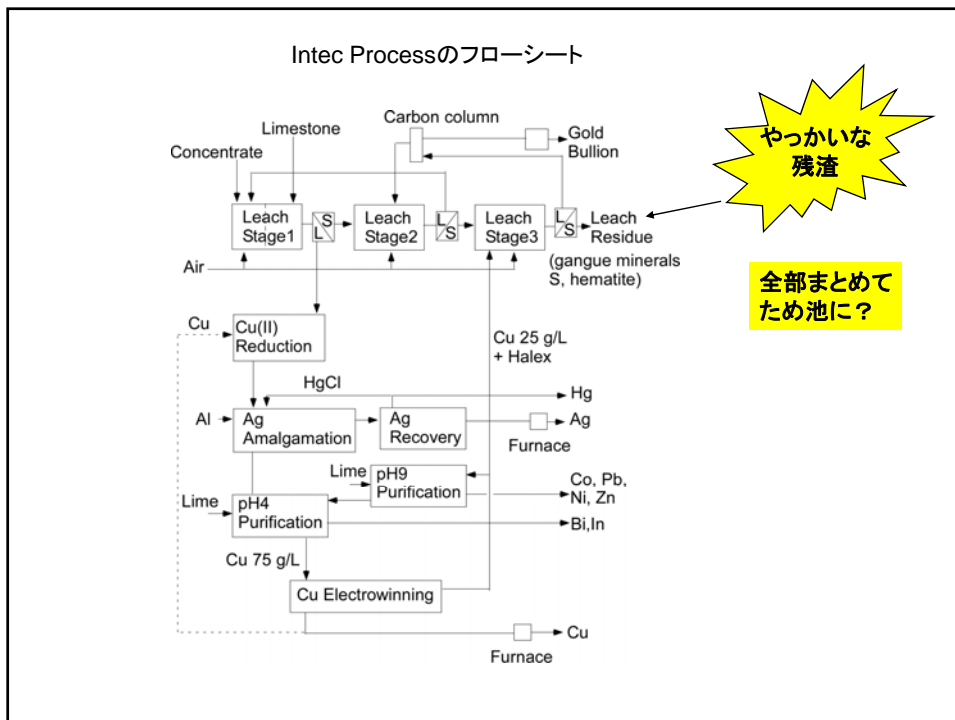 Intec Processのフローシート
Carbon column
Limestone
Concentrate
Gold
Bullion
やっかいな
残渣
Leach
Stage1
S
L
Leach
Stage2
L
S
Leach
Stage3
L
S
Leach
Residue
(gangue minerals
S, hematite)
Air
全部まとめて
ため池に？
Cu
Cu(II)
Reduction
Cu 25 g/L
+ Halex
HgCl
Hg
Al
Ag
Amalgamation
Ag
Recovery
Ag
Furnace
Lime
pH9
Purification
Co, Pb,
Ni, Zn
Lime
pH4
Purification
Bi,In
Cu 75 g/L
Cu Electrowinning
Cu
Furnace